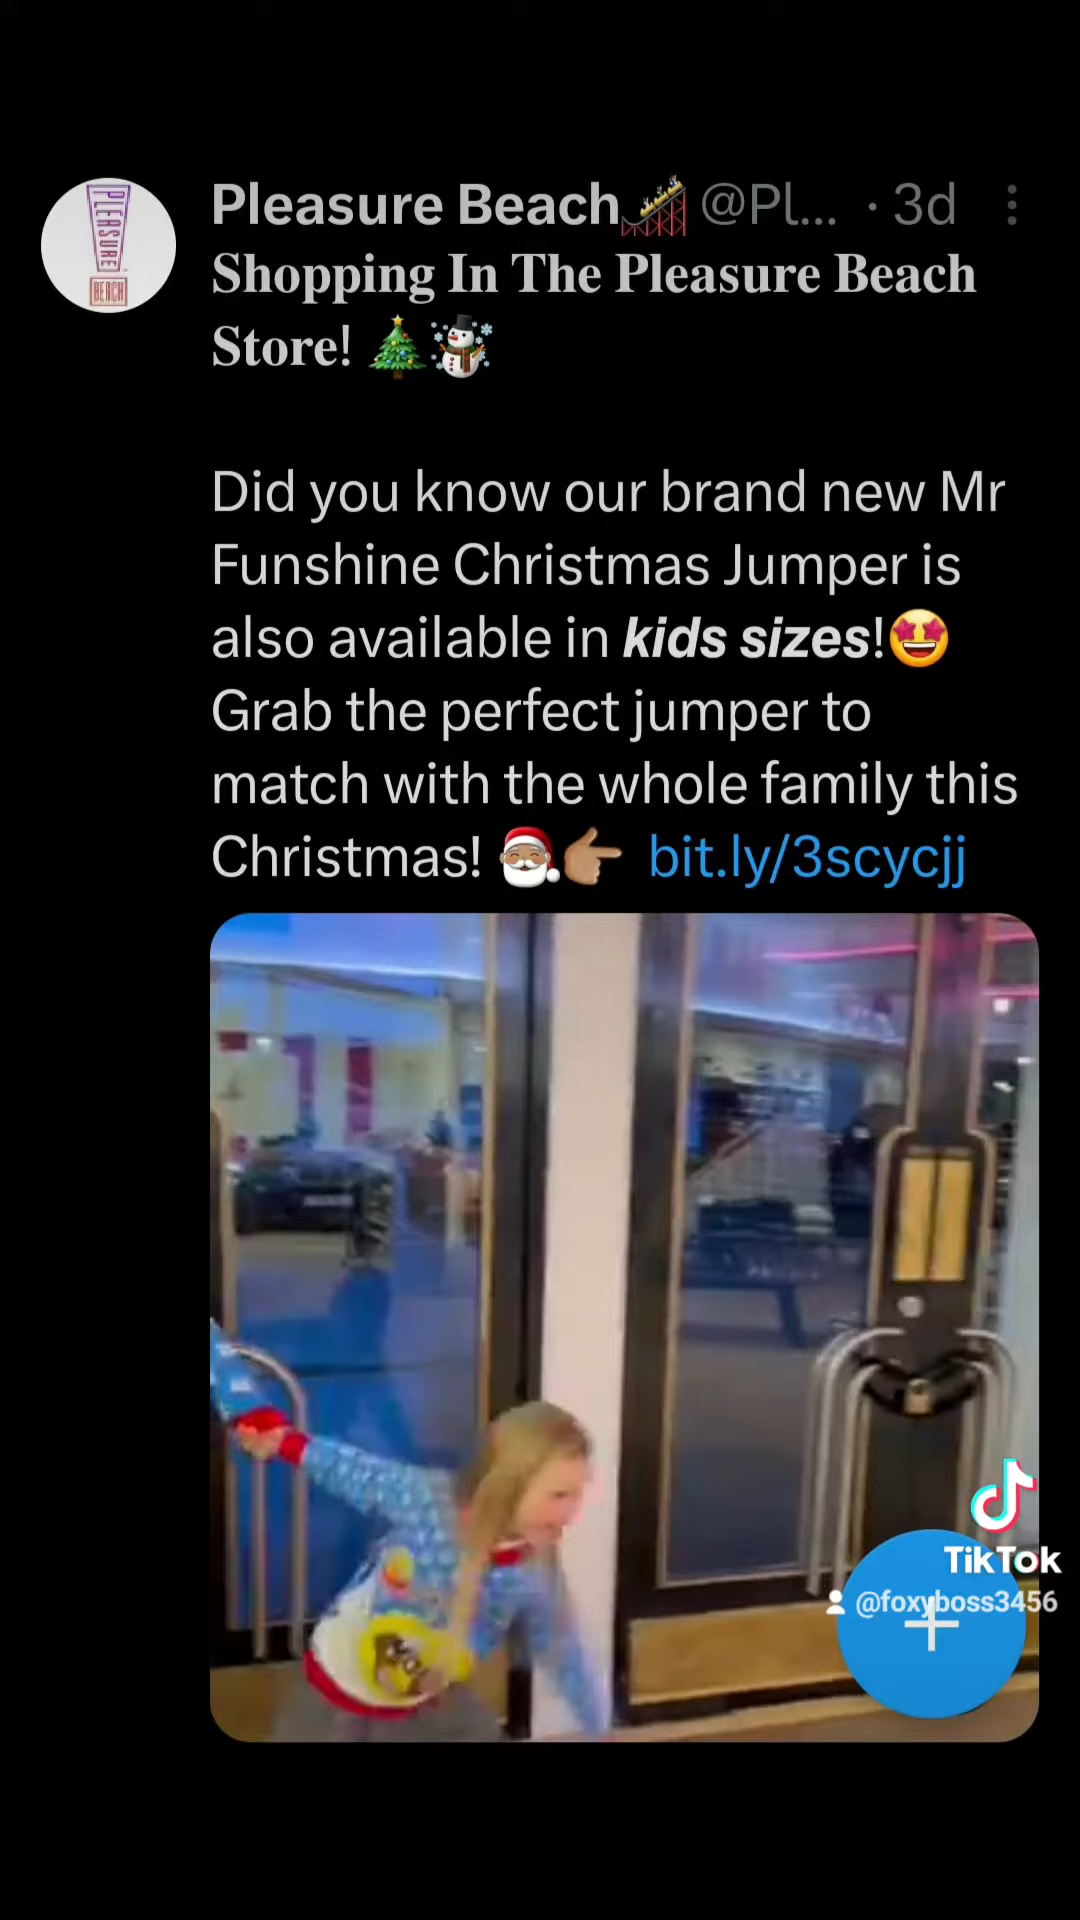 PLEASURE
BEACH
Pleasure Beach🎢 @Pl... · 3d
Shopping In The Pleasure Beach
Store! 🎄☃️
Did you know our brand new Mr
Funshine Christmas Jumper is
also available in kids sizes!🤩
Grab the perfect jumper to
match with the whole family this
Christmas! 🎅🏽👉🏽 bit.ly/3scycjj
TikTok
@foxyboss3456